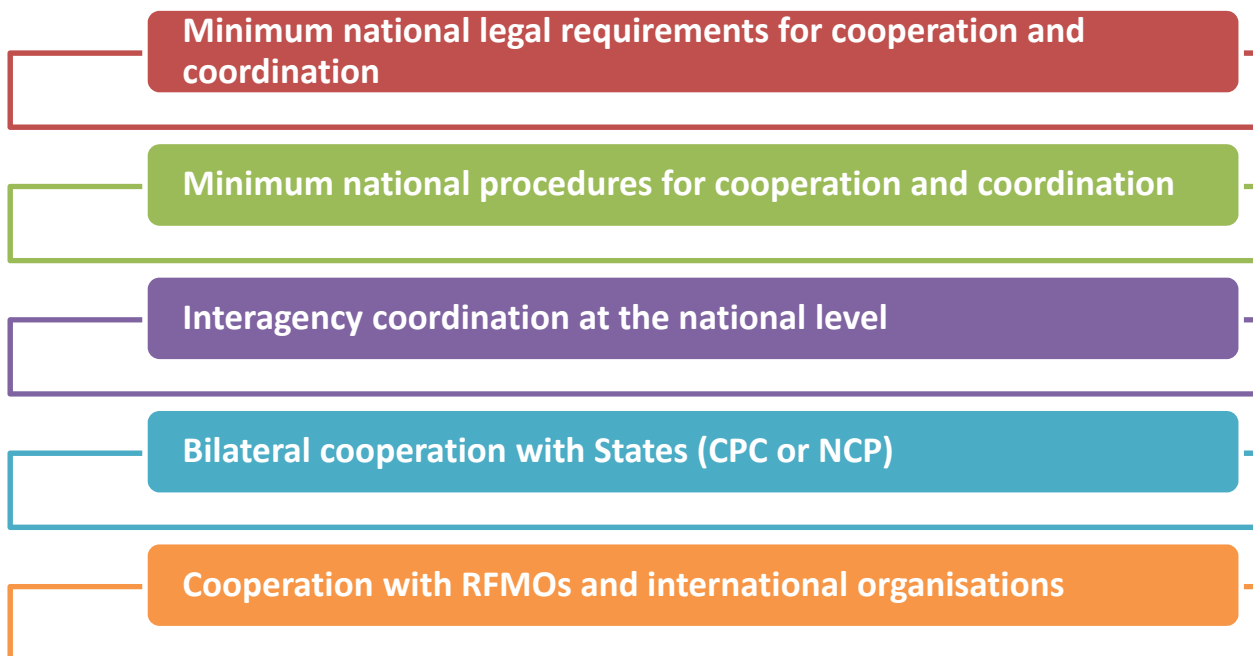 Minimum national legal requirements for cooperation and
coordination
Minimum national procedures for cooperation and coordination
Interagency coordination at the national level
Bilateral cooperation with States (CPC or NCP)
Cooperation with RFMOs and international organisations